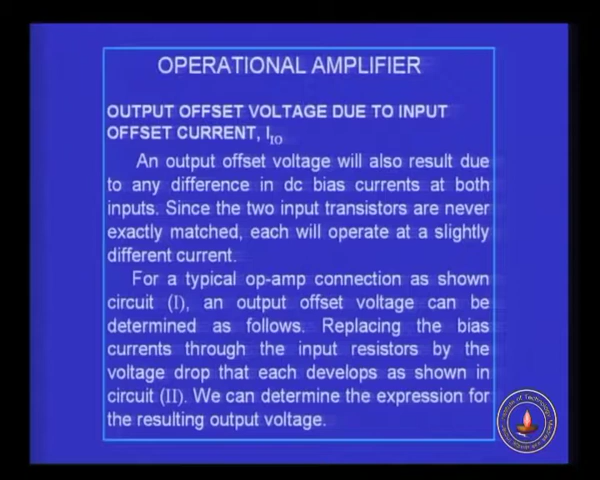 OPERATIONAL AMPLIFIER
OUTPUT OFFSET VOLTAGE DUE TO INPUT
OFFSET CURRENT, I_IO
An output offset voltage will also result due
to any difference in dc bias currents at both
inputs. Since the two input transistors are never
exactly matched, each will operate at a slightly
different current.
For a typical op-amp connection as shown
circuit (I), an output offset voltage can be
determined as follows. Replacing the bias
currents through the input resistors by the
voltage drop that each develops as shown in
circuit (II). We can determine the expression for
the resulting output voltage.